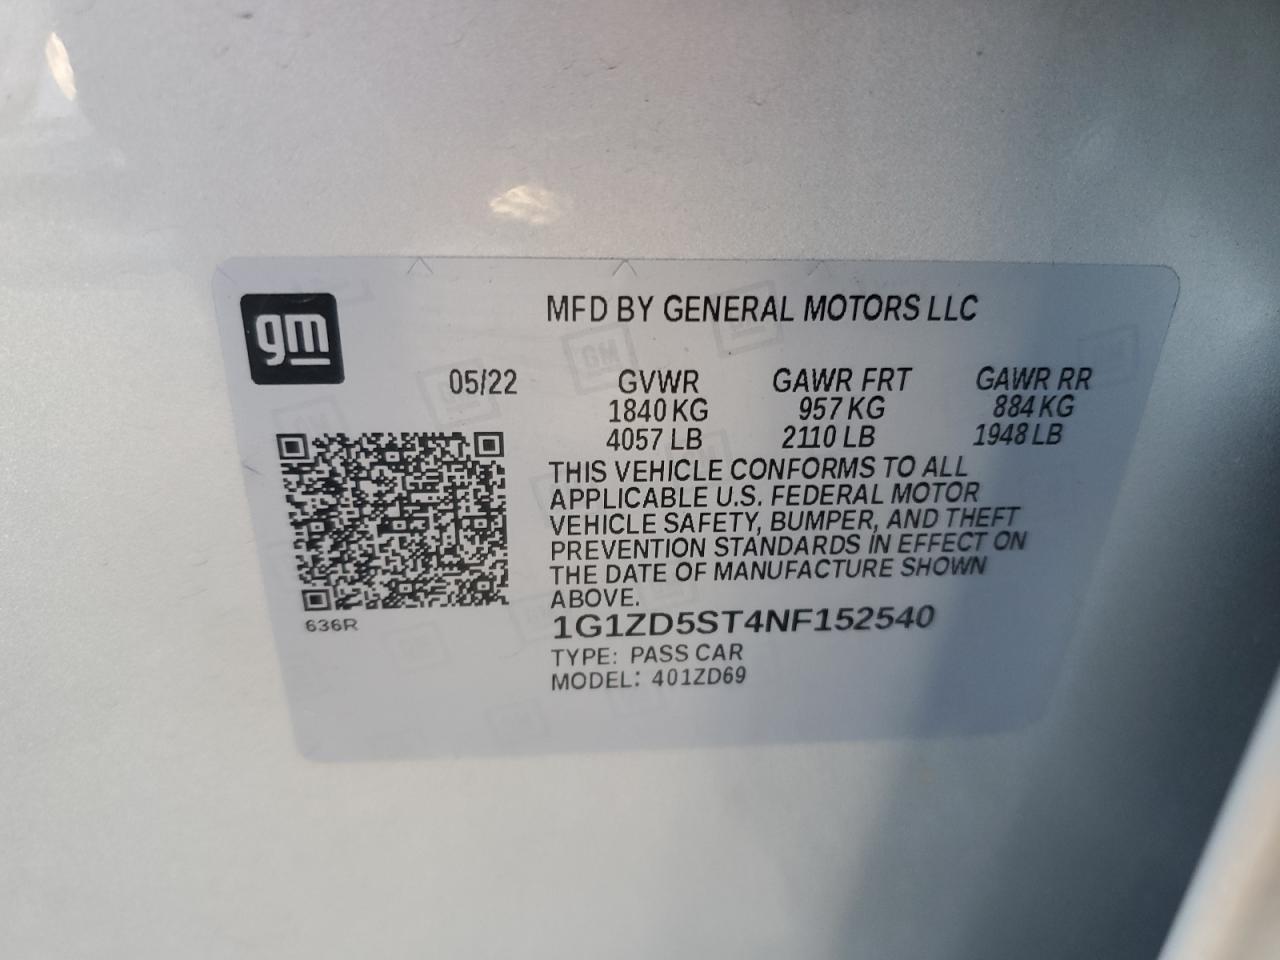 gm
MFD BY GENERAL MOTORS LLC
05/22 GVWR GAWR FRT GAWR RR
1840 KG 957 KG 884 KG
4057 LB 2110 LB 1948 LB
THIS VEHICLE CONFORMS TO ALL
APPLICABLE U.S. FEDERAL MOTOR
VEHICLE SAFETY, BUMPER, AND THEFT
PREVENTION STANDARDS IN EFFECT ON
THE DATE OF MANUFACTURE SHOWN
ABOVE.
636R
1G1ZD5ST4NF152540
TYPE: PASS CAR
MODEL: 401ZD69